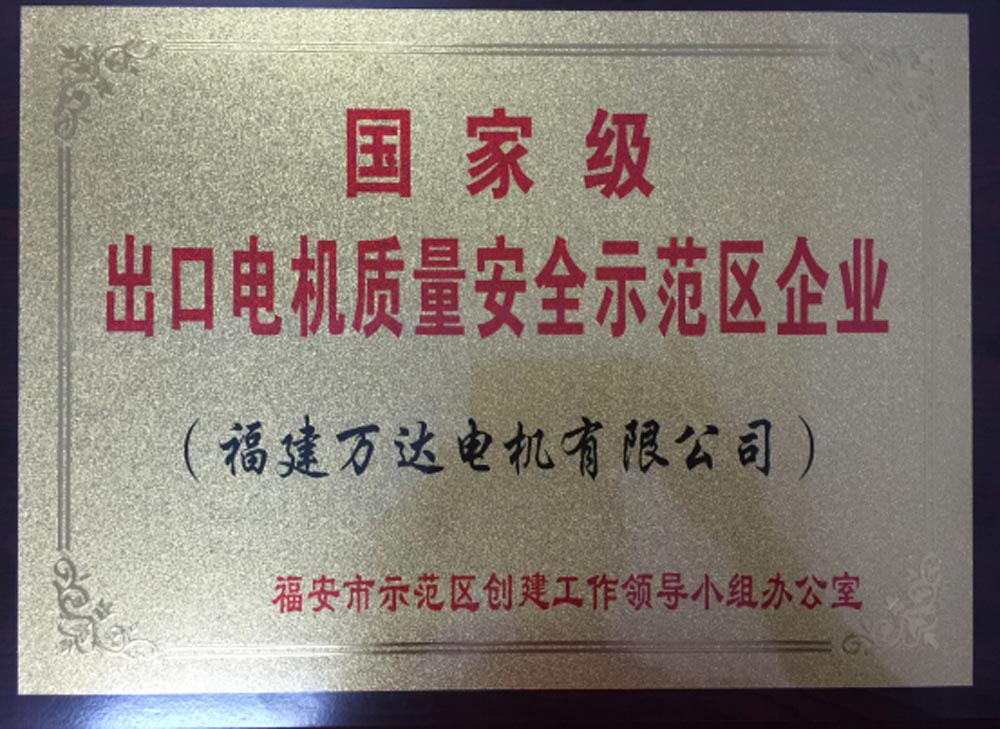 国家级
出口电机质量安全示范区企业
（福建万达电机有限公司）
福安市示范区创建工作领导小组办公室